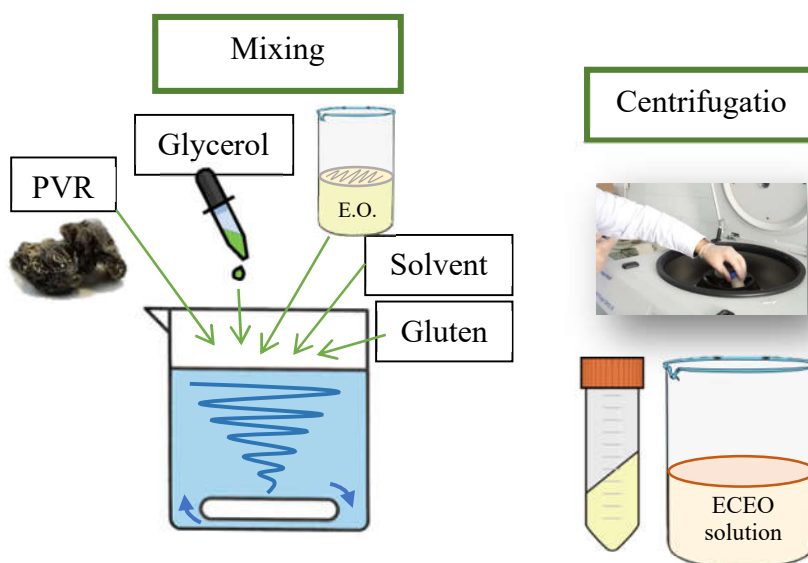 Mixing
Centrifugatio
Glycerol
PVR
E.O.
Solvent
Gluten
ECEO
solution